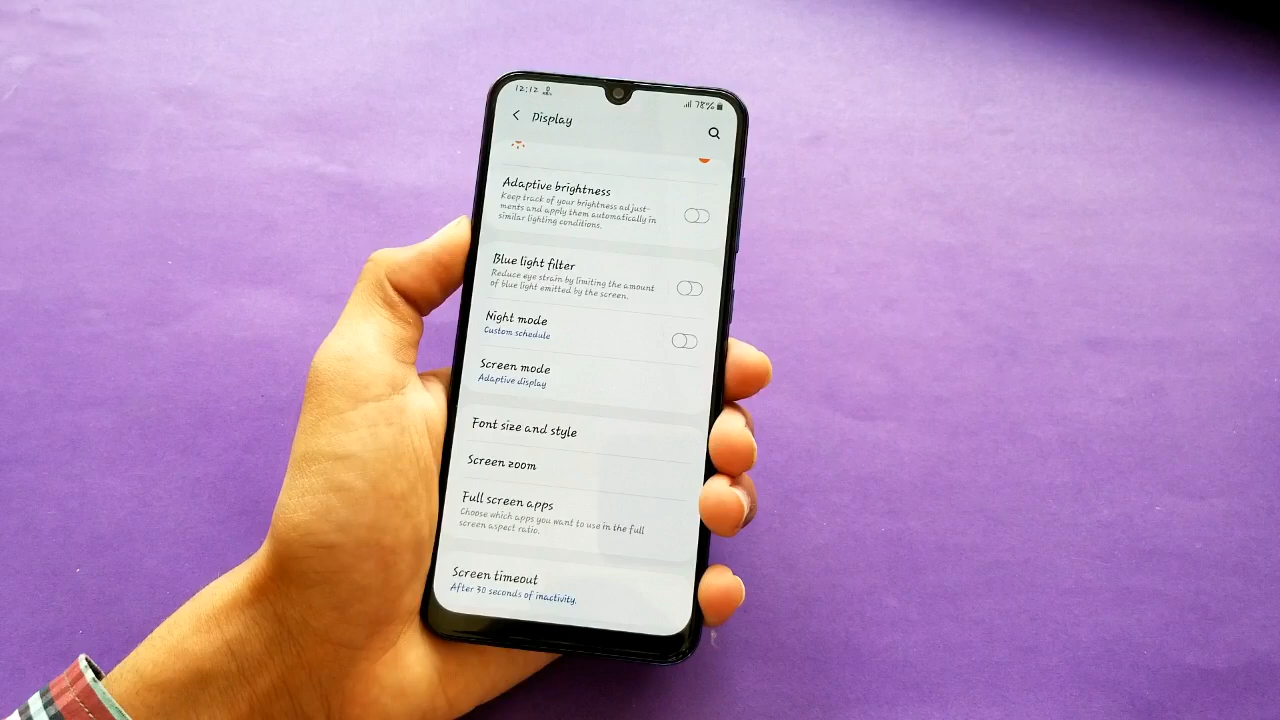 12:12 78%
Display
Adaptive brightness
Keep track of your brightness adjust-
ments and apply them automatically in
similar lighting conditions.
Blue light filter
Reduce eye strain by limiting the amount
of blue light emitted by the screen.
Night mode
Custom schedule
Screen mode
Adaptive display
Font size and style
Screen zoom
Full screen apps
Choose which apps you want to use in the full
screen aspect ratio.
Screen timeout
After 30 seconds of inactivity.